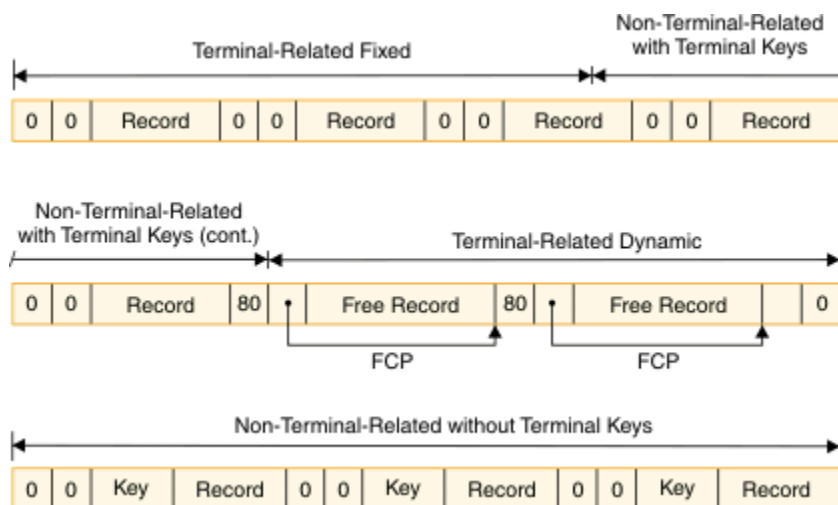 Terminal-Related Fixed
Non-Terminal-Related
with Terminal Keys
0 0 Record 0 0 Record 0 0 Record 0 0 Record
Non-Terminal-Related
with Terminal Keys (cont.)
Terminal-Related Dynamic
0 0 Record 80 Free Record 80 Free Record 0
FCP FCP
Non-Terminal-Related without Terminal Keys
0 0 Key Record 0 0 Key Record 0 0 Key Record